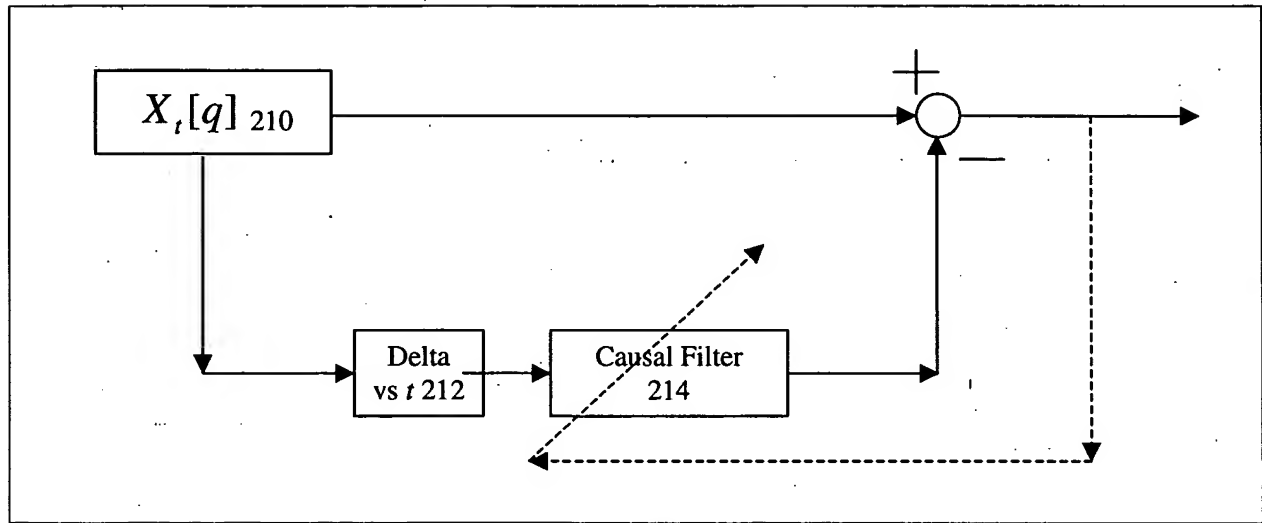 X_t[q] 210
+
—
Delta
vs t 212
Causal Filter
214